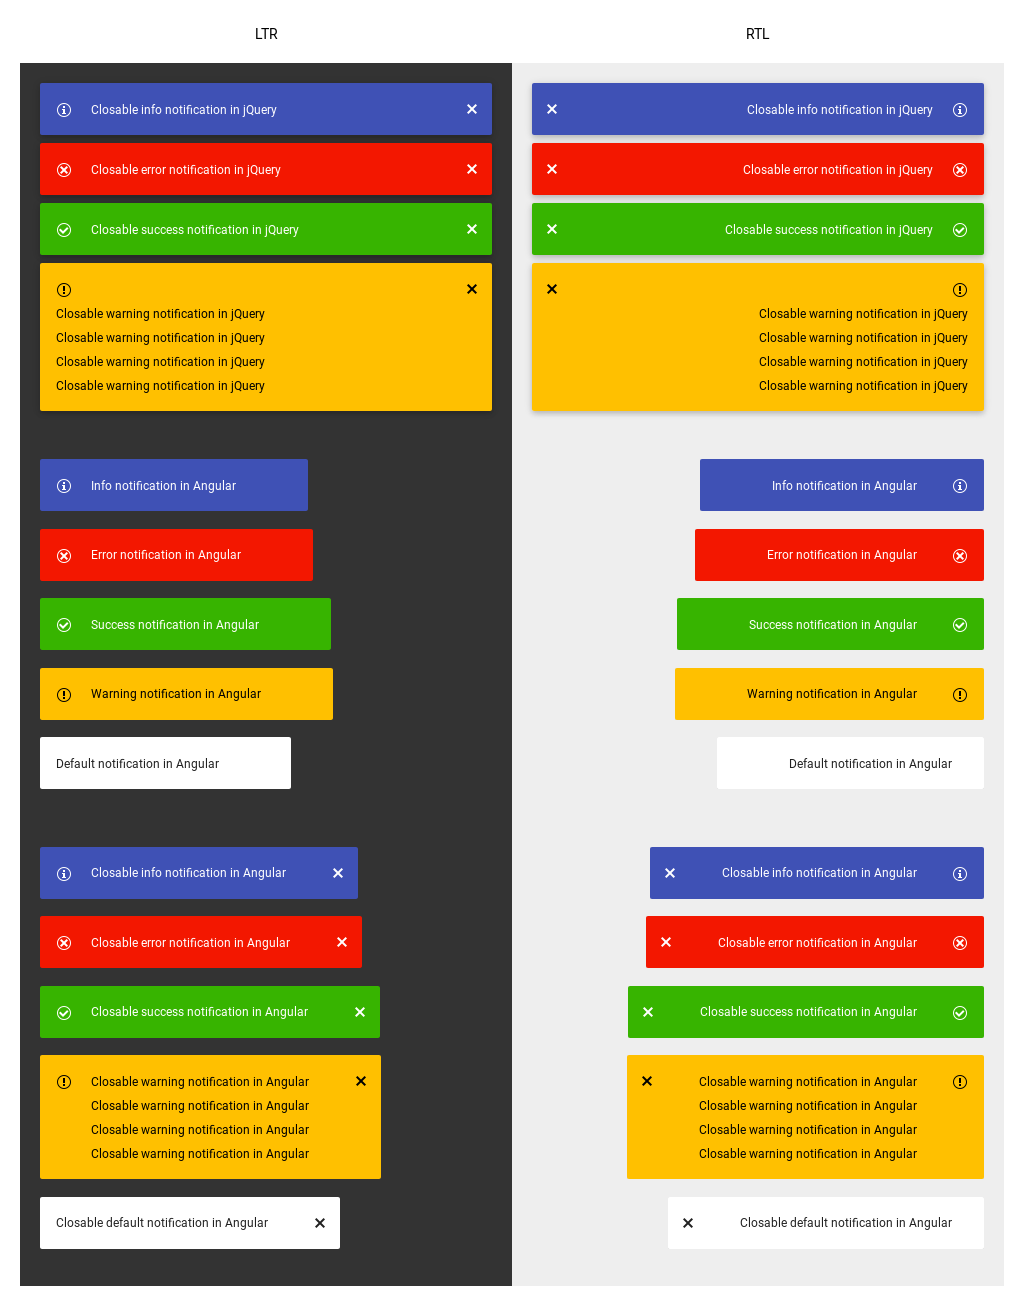 LTR
Closable info notification in jQuery
Closable error notification in jQuery
Closable success notification in jQuery
Closable warning notification in jQuery
Closable warning notification in jQuery
Closable warning notification in jQuery
Closable warning notification in jQuery
Info notification in Angular
Error notification in Angular
Success notification in Angular
Warning notification in Angular
Default notification in Angular
Closable info notification in Angular
Closable error notification in Angular
Closable success notification in Angular
Closable warning notification in Angular
Closable warning notification in Angular
Closable warning notification in Angular
Closable warning notification in Angular
Closable default notification in Angular
RTL
Closable info notification in jQuery
Closable error notification in jQuery
Closable success notification in jQuery
Closable warning notification in jQuery
Closable warning notification in jQuery
Closable warning notification in jQuery
Closable warning notification in jQuery
Info notification in Angular
Error notification in Angular
Success notification in Angular
Warning notification in Angular
Default notification in Angular
Closable info notification in Angular
Closable error notification in Angular
Closable success notification in Angular
Closable warning notification in Angular
Closable warning notification in Angular
Closable warning notification in Angular
Closable warning notification in Angular
Closable default notification in Angular